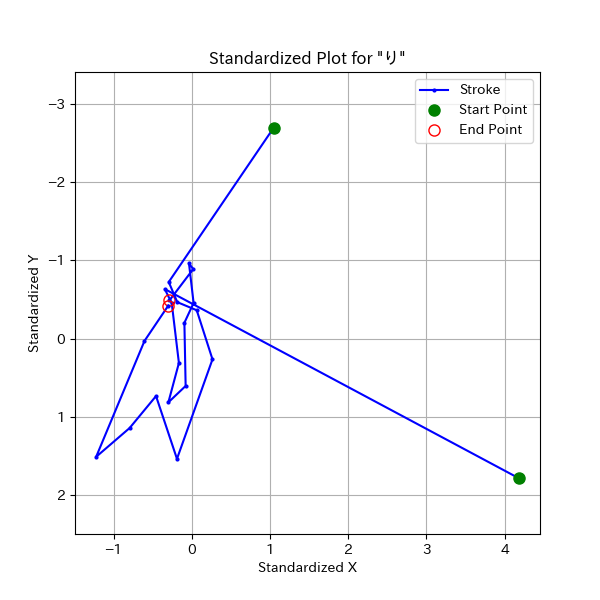 Standardized Plot for "り"
Stroke
Start Point
End Point
−3
−2
−1
0
1
2
Standardized Y
−1 0 1 2 3 4
Standardized X